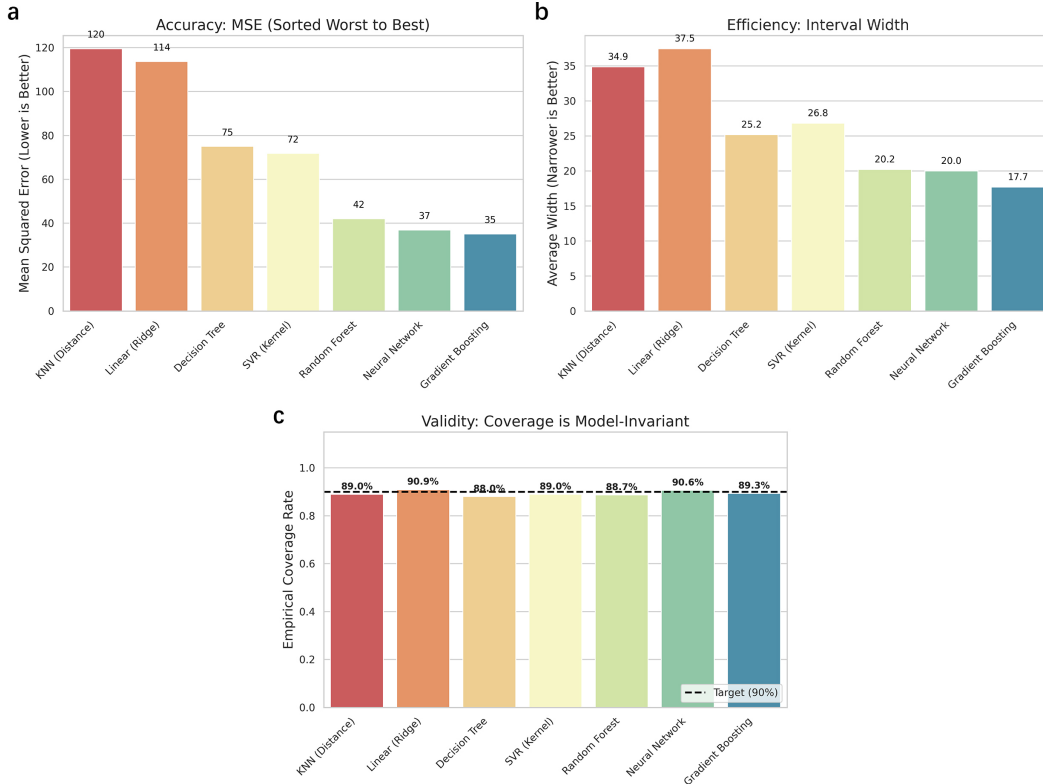 a
Accuracy: MSE (Sorted Worst to Best)
Mean Squared Error (Lower is Better)
120
100
80
60
40
20
0
120
114
75
72
42
37
35
KNN (Distance)
Linear (Ridge)
Decision Tree
SVR (Kernel)
Random Forest
Neural Network
Gradient Boosting
b
Efficiency: Interval Width
Average Width (Narrower is Better)
35
30
25
20
15
10
5
0
34.9
37.5
25.2
26.8
20.2
20.0
17.7
KNN (Distance)
Linear (Ridge)
Decision Tree
SVR (Kernel)
Random Forest
Neural Network
Gradient Boosting
c
Validity: Coverage is Model-Invariant
Empirical Coverage Rate
1.0
0.8
0.6
0.4
0.2
0.0
89.0%
90.9%
88.0%
89.0%
88.7%
90.6%
89.3%
Target (90%)
KNN (Distance)
Linear (Ridge)
Decision Tree
SVR (Kernel)
Random Forest
Neural Network
Gradient Boosting